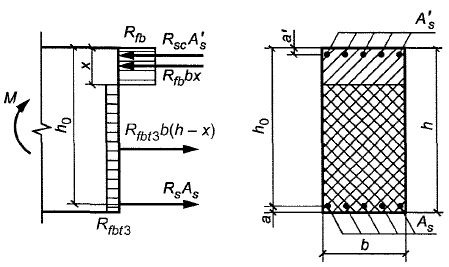 R_fb
R_sc A'_s
R_fb bx
x
M
h_0
R_fbt3 b(h − x)
R_s A_s
R_fbt3
a'
A'_s
h_0
h
a
A_s
b